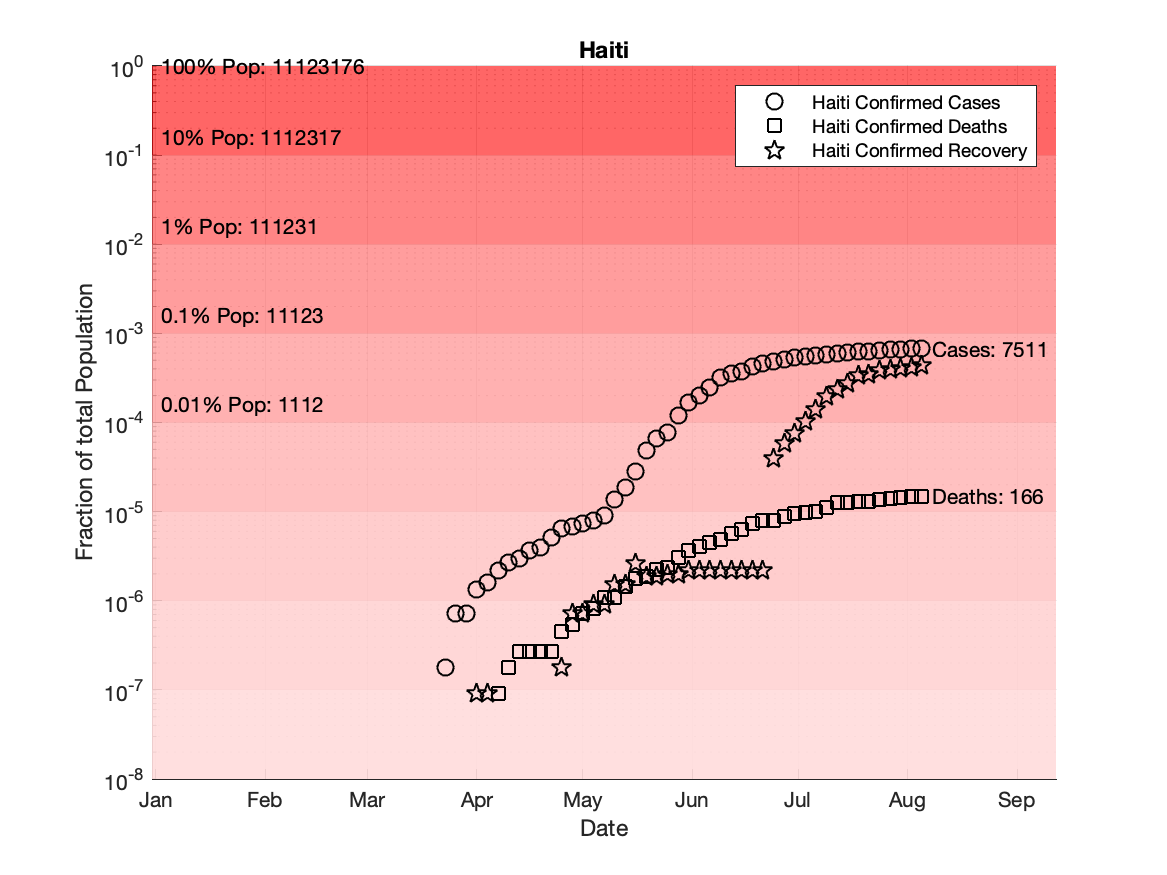 Haiti
10⁰
100% Pop: 11123176
Haiti Confirmed Cases
Haiti Confirmed Deaths
Haiti Confirmed Recovery
10% Pop: 1112317
10⁻¹
1% Pop: 111231
10⁻²
0.1% Pop: 11123
10⁻³
Cases: 7511
0.01% Pop: 1112
10⁻⁴
Deaths: 166
10⁻⁵
10⁻⁶
10⁻⁷
10⁻⁸
Fraction of total Population
Jan Feb Mar Apr May Jun Jul Aug Sep
Date